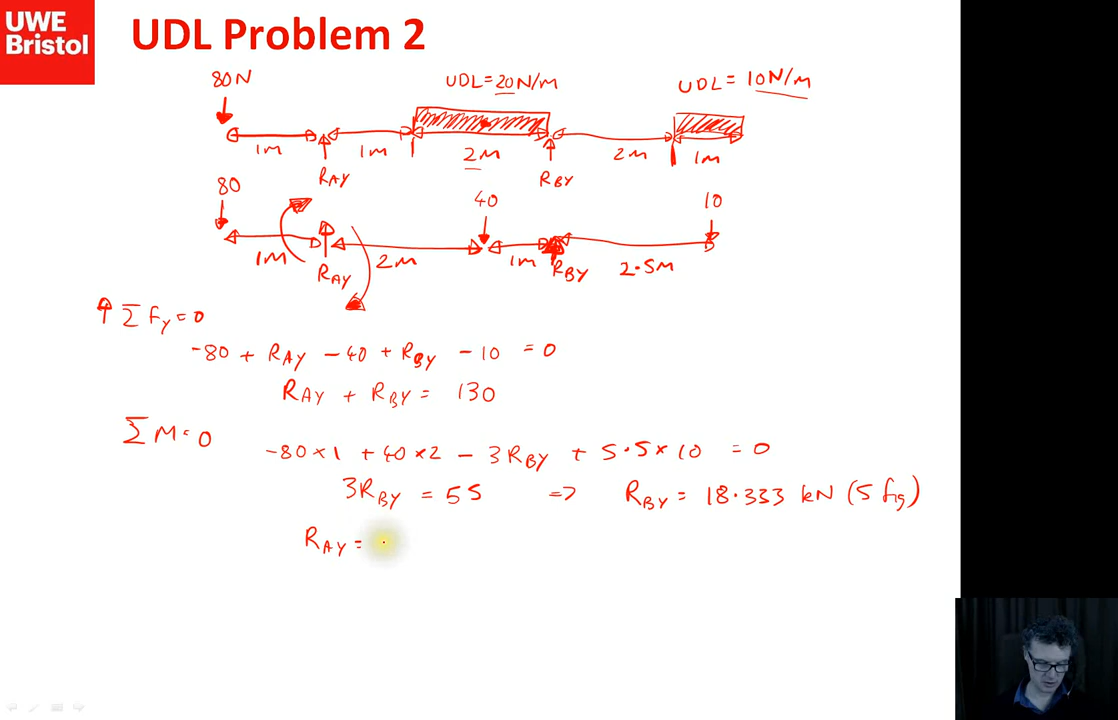 UWE
Bristol
UDL Problem 2
80N
UDL = 20N/M
UDL = 10N/M
1M 1M 2M 2M 1M
RAY RBY
80 40 10
1M 2M 1M 2.5M
RAY RBY
↑ ΣFy=0
-80 + RAY - 40 + RBY - 10 = 0
RAY + RBY = 130
ΣM=0
-80×1 + 40×2 - 3RBY + 5.5×10 = 0
3RBY = 55 => RBY = 18.333 kN (5 fig)
RAY =